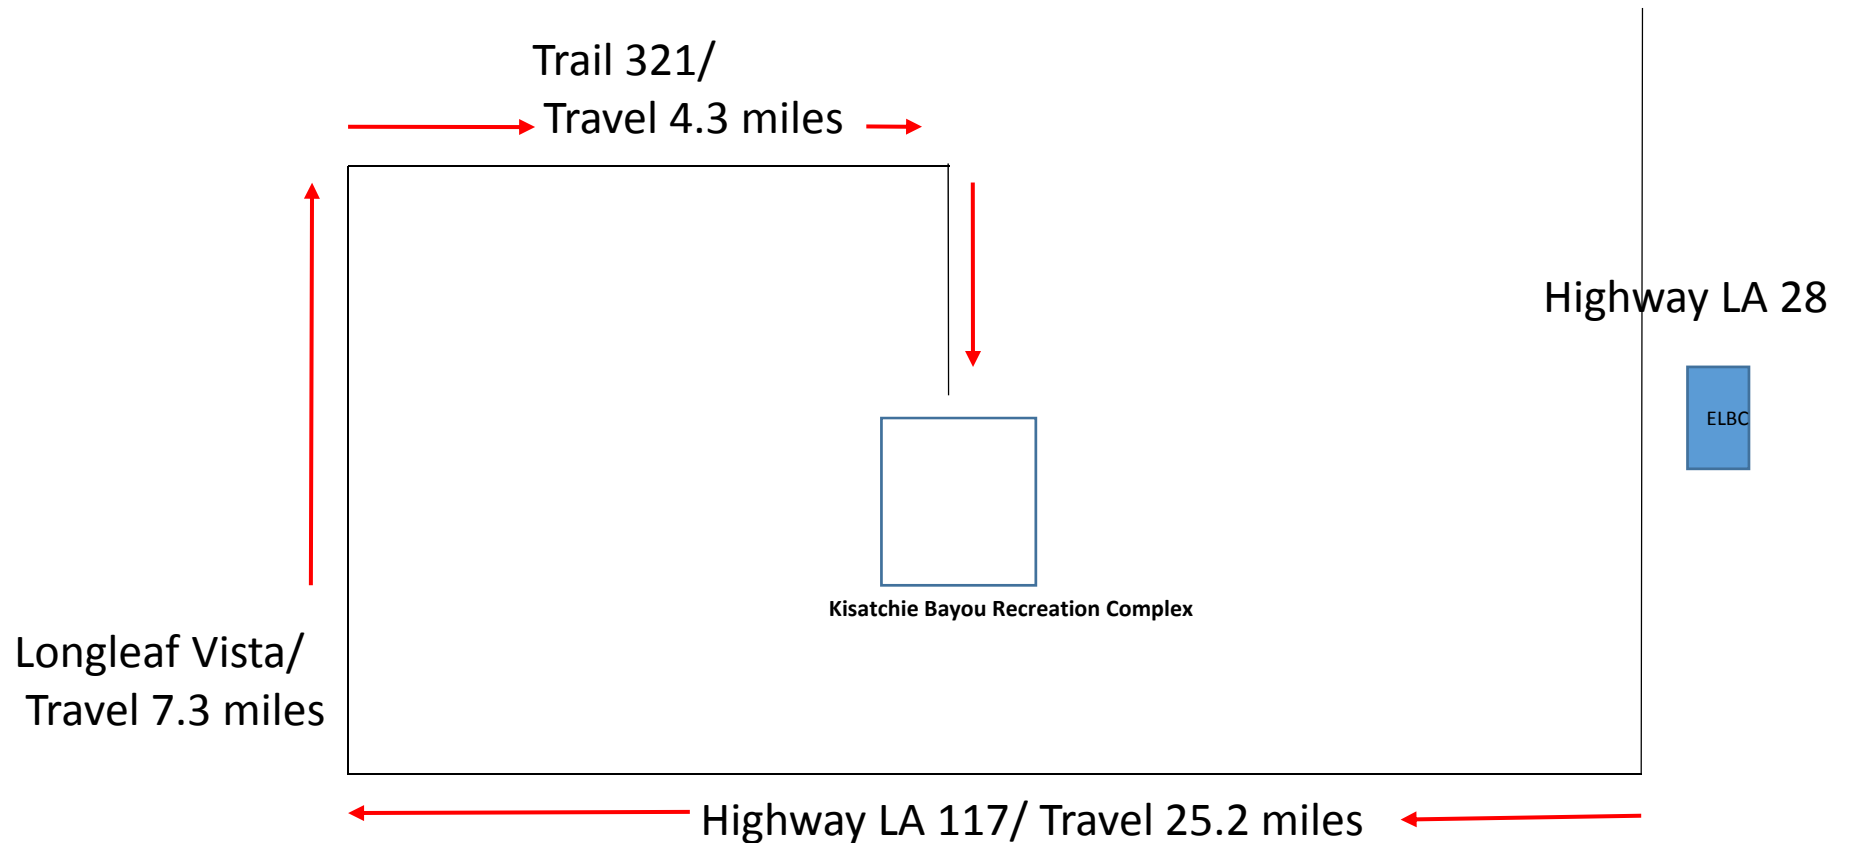 Trail 321/
Travel 4.3 miles
Highway LA 28
ELBC
Kisatchie Bayou Recreation Complex
Longleaf Vista/
Travel 7.3 miles
Highway LA 117/ Travel 25.2 miles